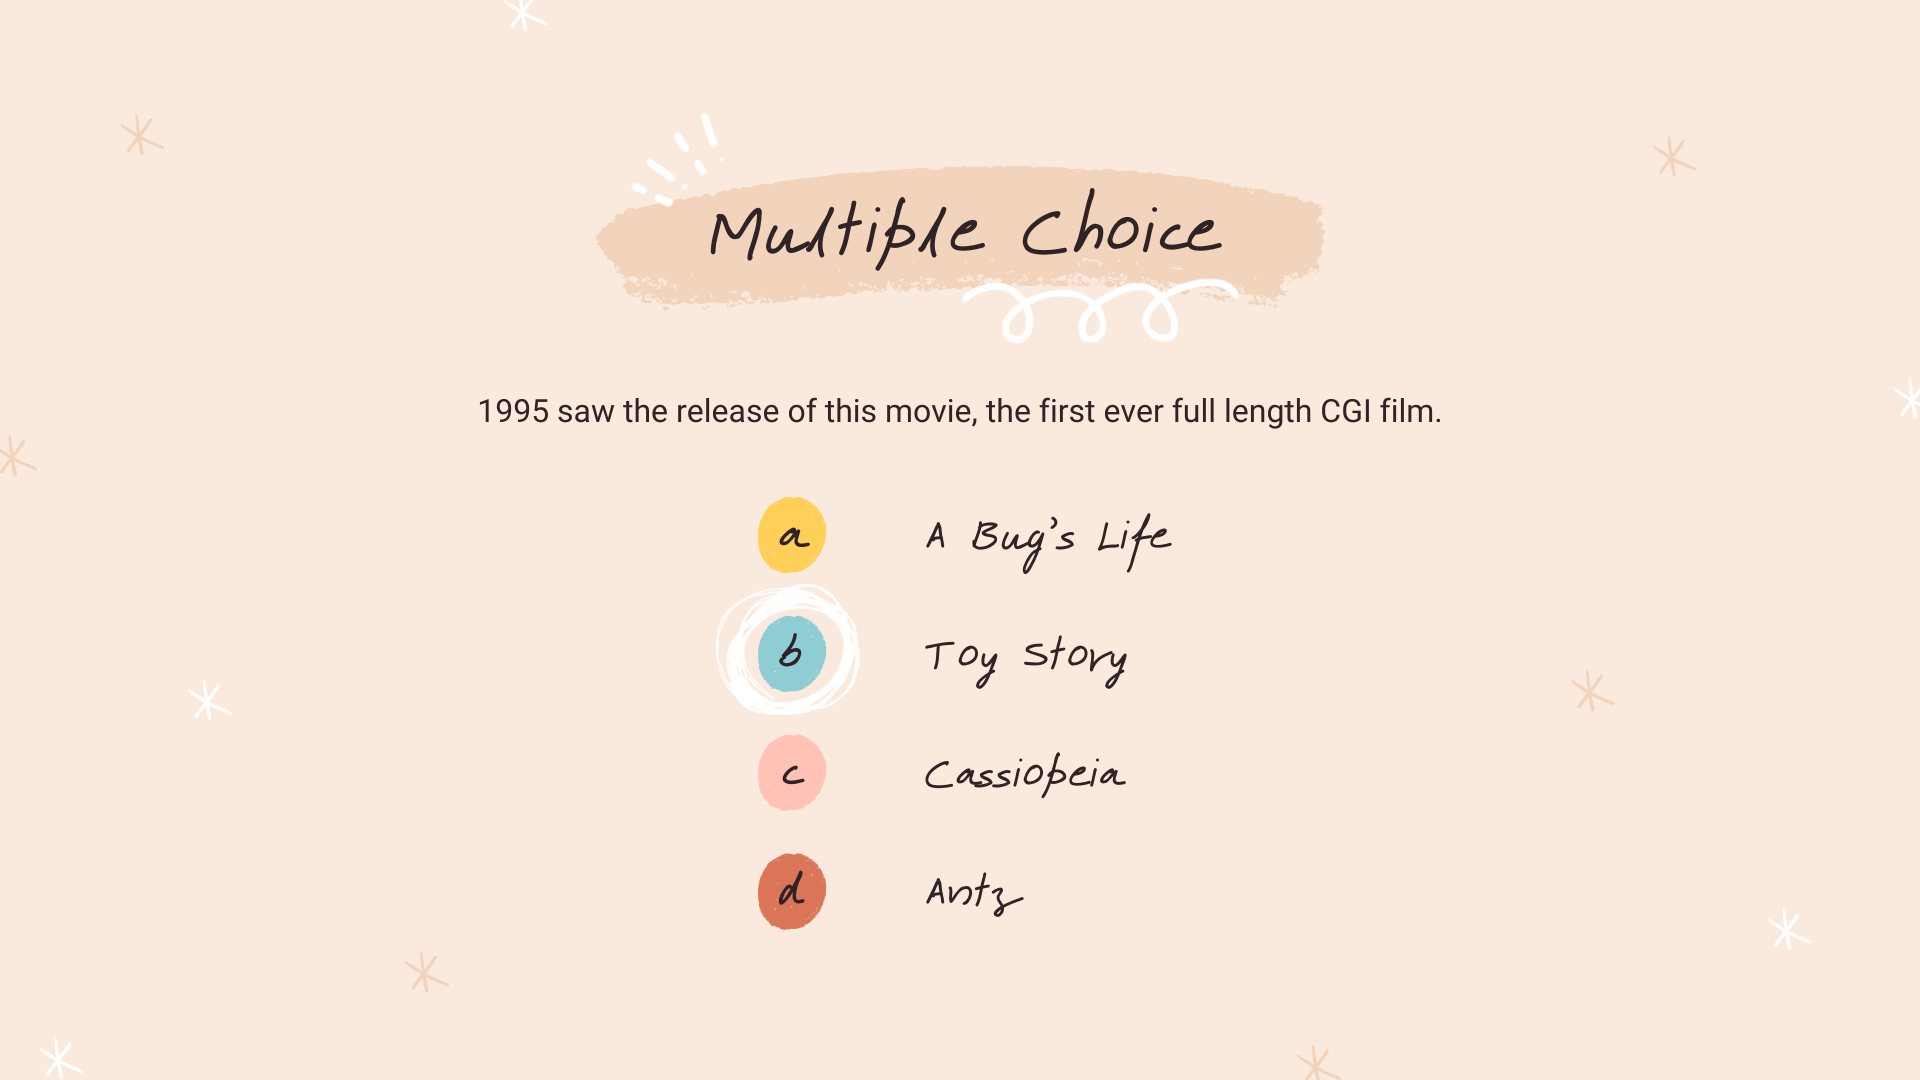 Multiple Choice
1995 saw the release of this movie, the first ever full length CGI film.
a A Bug's Life
b Toy Story
c Cassiopeia
d Antz